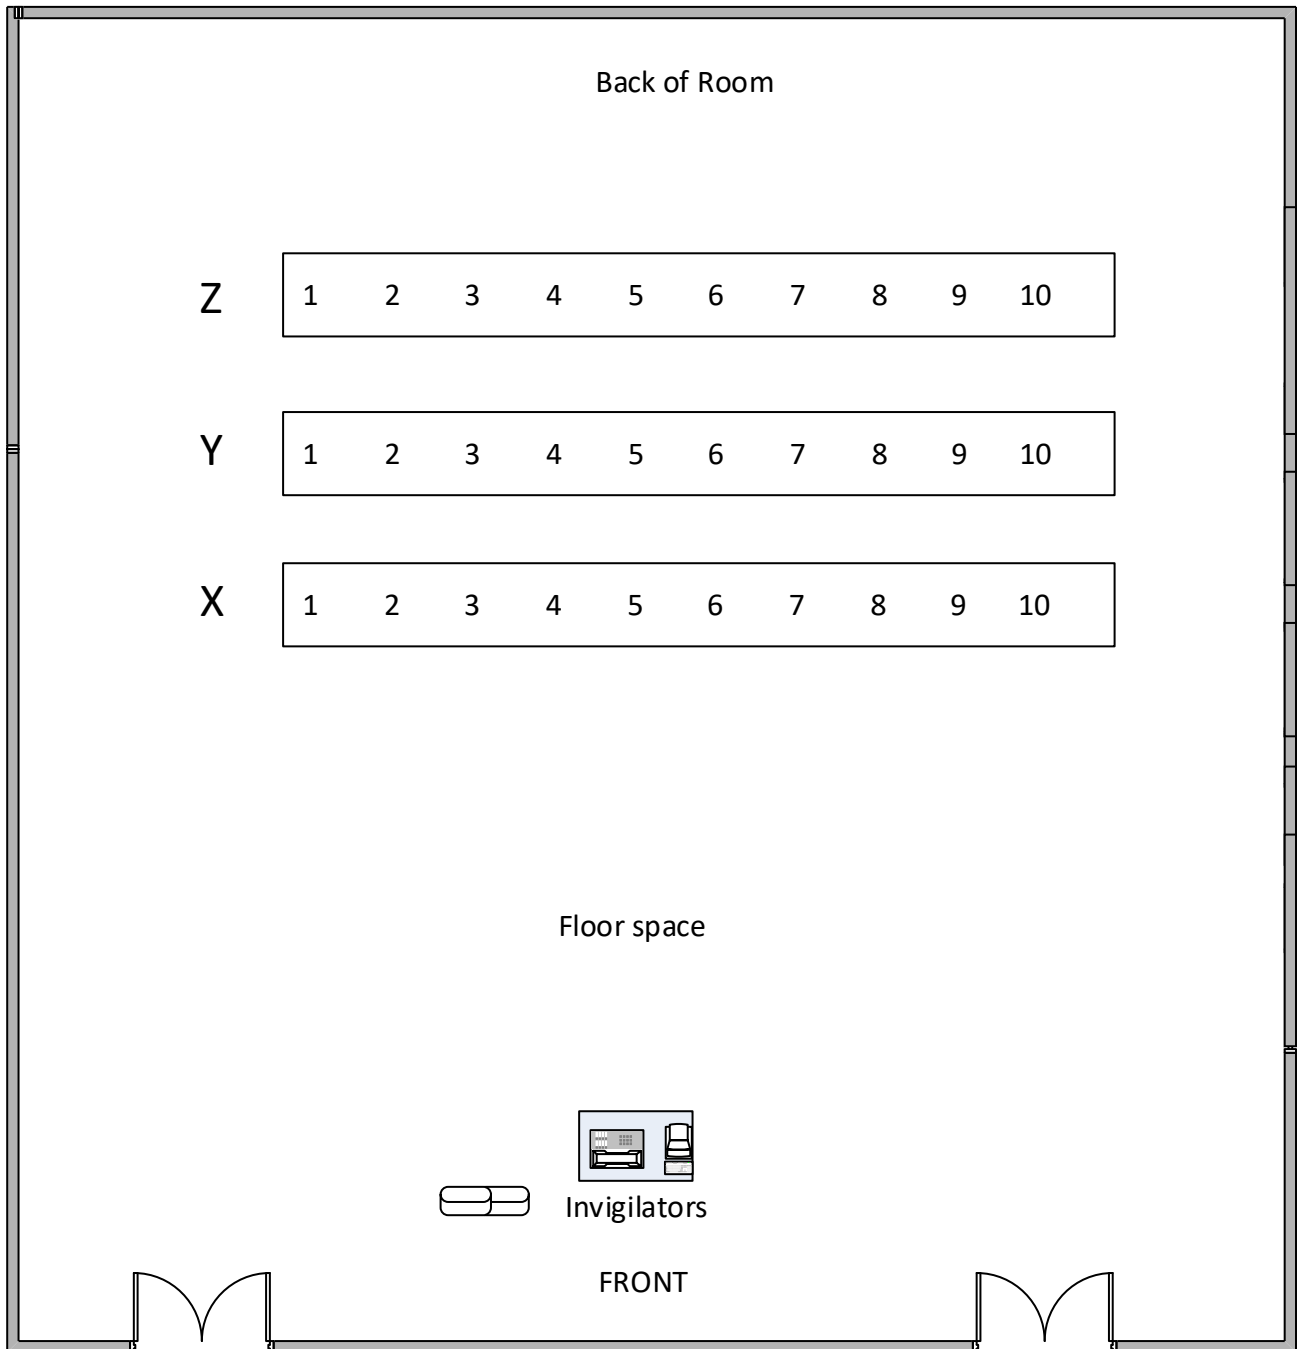 Back of Room
Z 1 2 3 4 5 6 7 8 9 10
Y 1 2 3 4 5 6 7 8 9 10
X 1 2 3 4 5 6 7 8 9 10
Floor space
Invigilators
FRONT